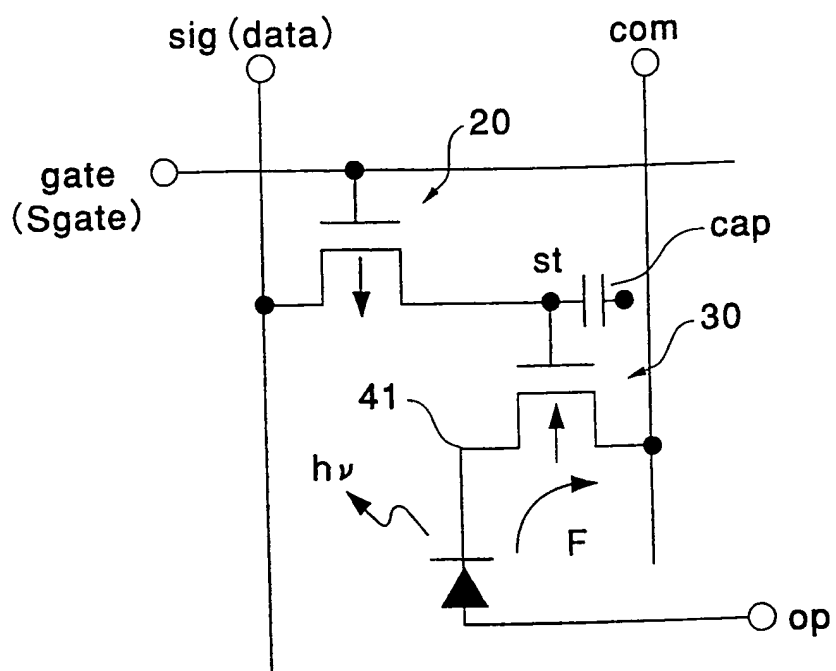 sig (data)
com
20
gate
(Sgate)
cap
st
30
41
hν
F
op